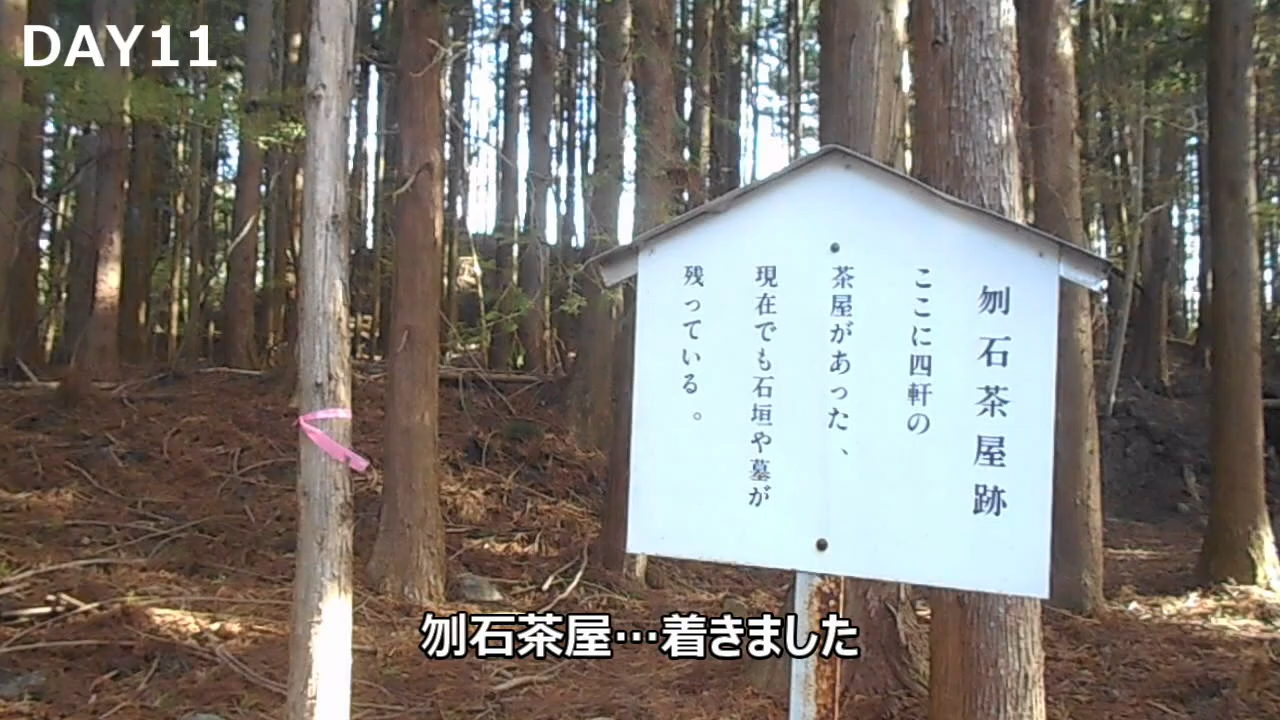 DAY11
刎石茶屋跡
ここに四軒の
茶屋があった、
現在でも石垣や墓が
残っている。
刎石茶屋…着きました